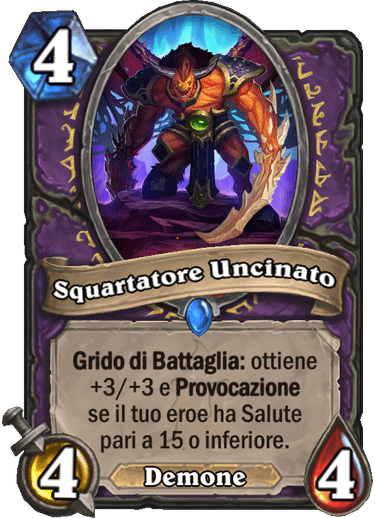 4
Squartatore Uncinato
Grido di Battaglia: ottiene
+3/+3 e Provocazione
se il tuo eroe ha Salute
pari a 15 o inferiore.
4
Demone
4